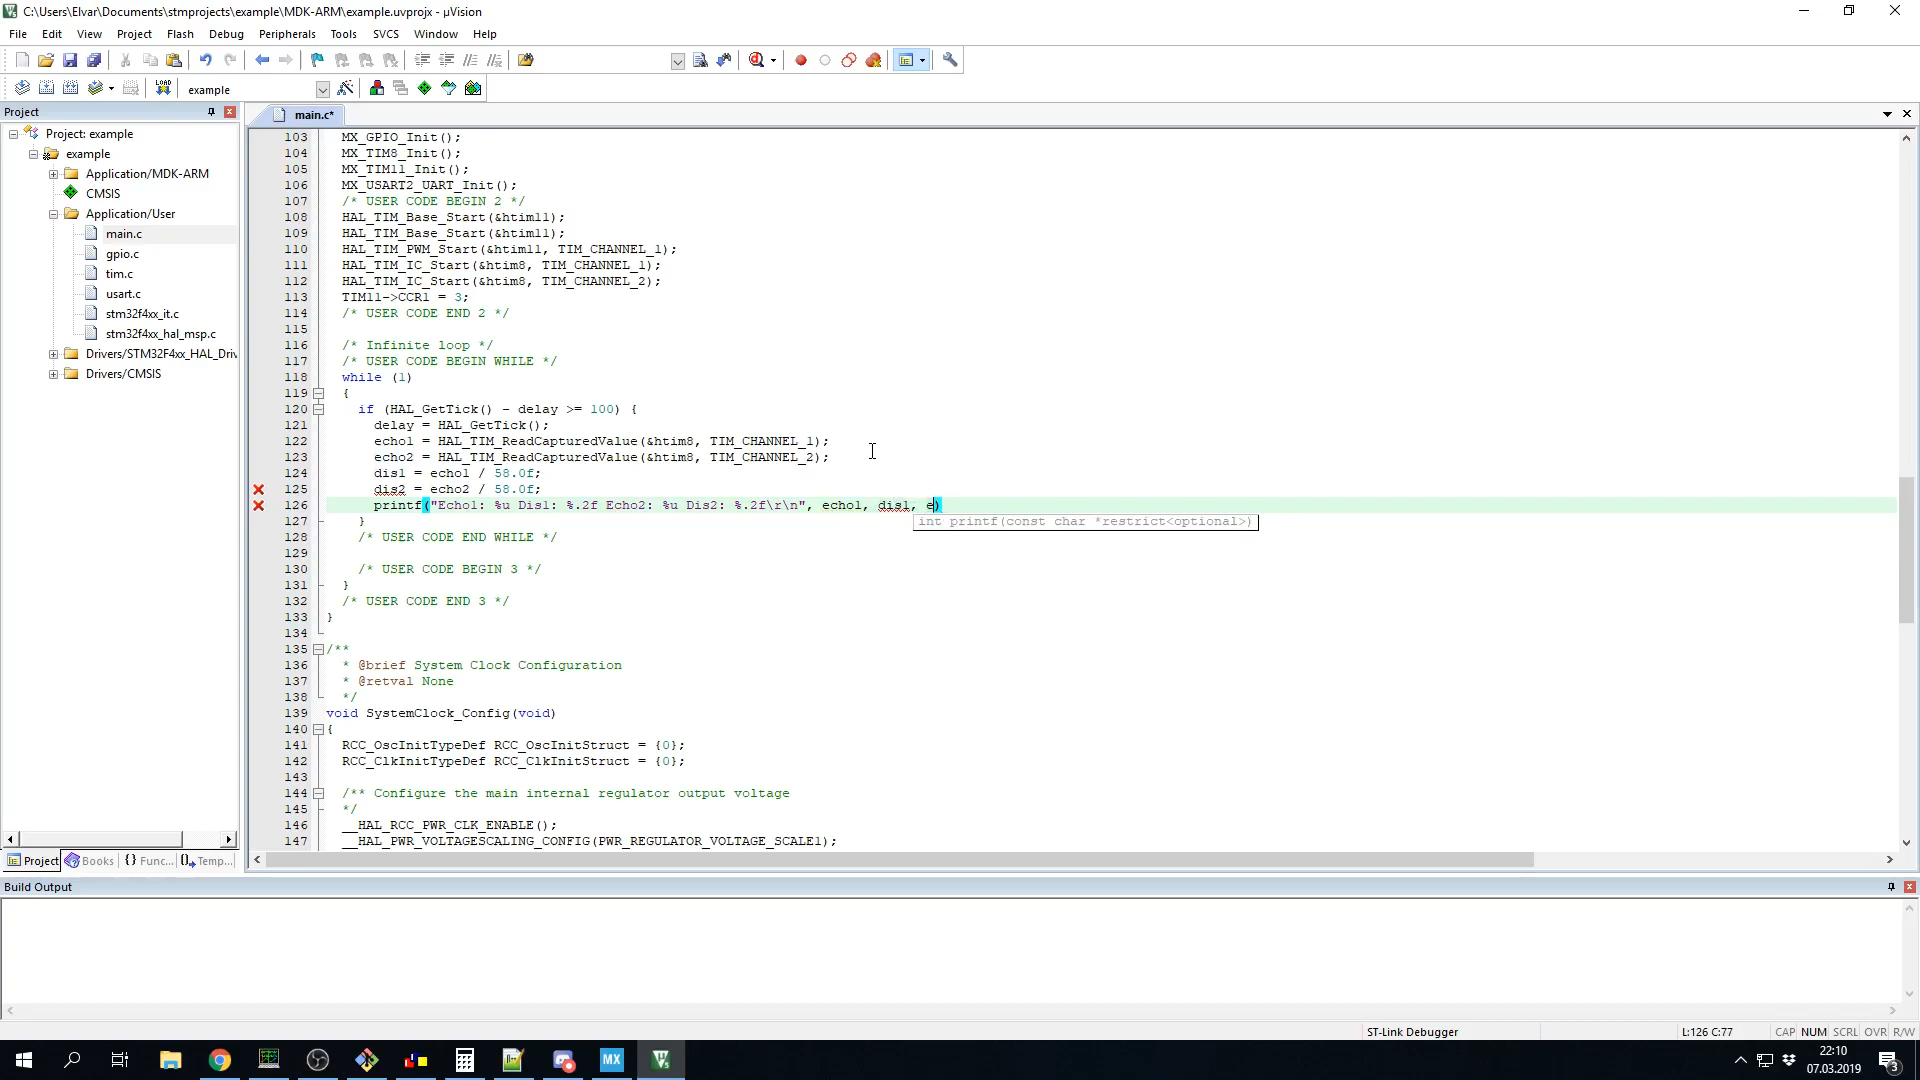 C:\Users\Elvar\Documents\stmprojects\example\MDK-ARM\example.uvprojx - µVision
File Edit View Project Flash Debug Peripherals Tools SVCS Window Help
LOAD example
Project
main.c*
Project: example
example
Application/MDK-ARM
CMSIS
Application/User
main.c
gpio.c
tim.c
usart.c
stm32f4xx_it.c
stm32f4xx_hal_msp.c
Drivers/STM32F4xx_HAL_Driv
Drivers/CMSIS
103 MX_GPIO_Init();
104 MX_TIM8_Init();
105 MX_TIM11_Init();
106 MX_USART2_UART_Init();
107 /* USER CODE BEGIN 2 */
108 HAL_TIM_Base_Start(&htim11);
109 HAL_TIM_Base_Start(&htim11);
110 HAL_TIM_PWM_Start(&htim11, TIM_CHANNEL_1);
111 HAL_TIM_IC_Start(&htim8, TIM_CHANNEL_1);
112 HAL_TIM_IC_Start(&htim8, TIM_CHANNEL_2);
113 TIM11->CCR1 = 3;
114 /* USER CODE END 2 */
115
116 /* Infinite loop */
117 /* USER CODE BEGIN WHILE */
118 while (1)
119 {
120 if (HAL_GetTick() - delay >= 100) {
121 delay = HAL_GetTick();
122 echo1 = HAL_TIM_ReadCapturedValue(&htim8, TIM_CHANNEL_1);
123 echo2 = HAL_TIM_ReadCapturedValue(&htim8, TIM_CHANNEL_2);
124 dis1 = echo1 / 58.0f;
125 dis2 = echo2 / 58.0f;
126 printf("Echo1: %u Dis1: %.2f Echo2: %u Dis2: %.2f\r\n", echo1, dis1, e)
int printf(const char *restrict<optional>)
127 }
128 /* USER CODE END WHILE */
129
130 /* USER CODE BEGIN 3 */
131 }
132 /* USER CODE END 3 */
133 }
134
135 /**
136 * @brief System Clock Configuration
137 * @retval None
138 */
139 void SystemClock_Config(void)
140 {
141 RCC_OscInitTypeDef RCC_OscInitStruct = {0};
142 RCC_ClkInitTypeDef RCC_ClkInitStruct = {0};
143
144 /** Configure the main internal regulator output voltage
145 */
146 __HAL_RCC_PWR_CLK_ENABLE();
147 __HAL_PWR_VOLTAGESCALING_CONFIG(PWR_REGULATOR_VOLTAGE_SCALE1);
Project Books {} Func... Temp...
Build Output
ST-Link Debugger L:126 C:77 CAP NUM SCRL OVR R/W
MX
22:10
07.03.2019
3